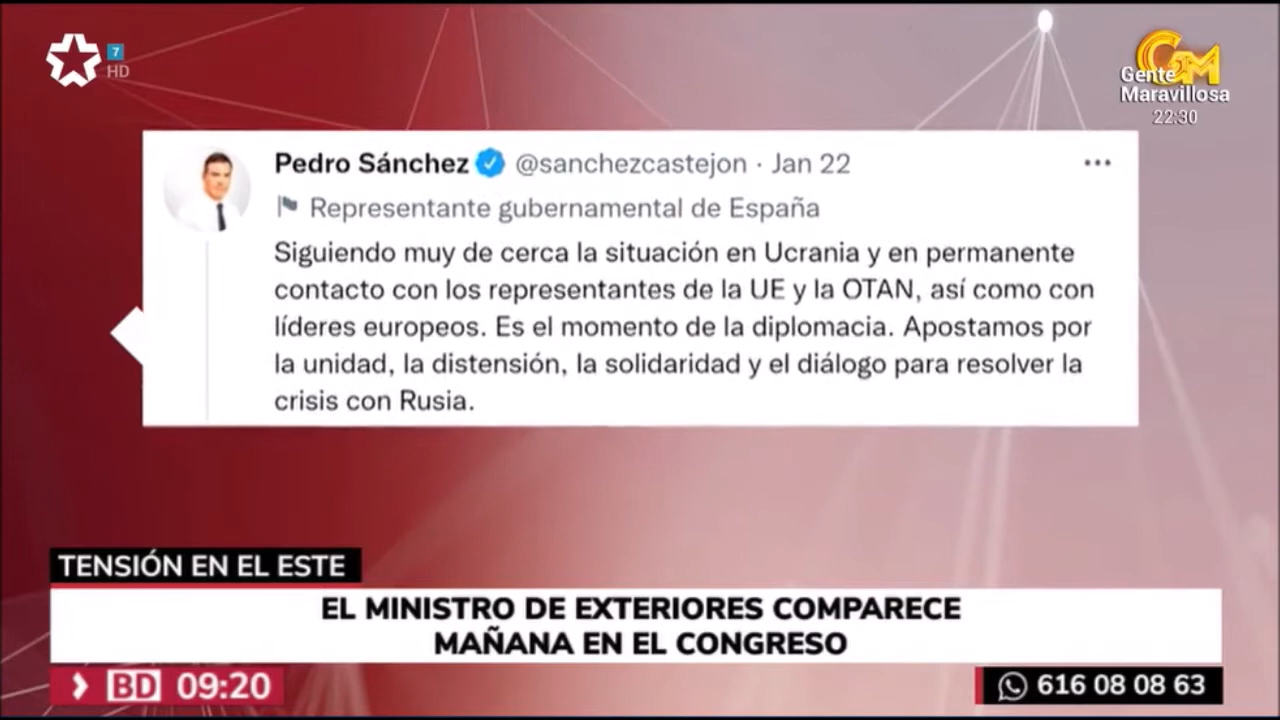 7
HD
GM
Gente
Maravillosa
22:30
Pedro Sánchez @sanchezcastejon · Jan 22
Representante gubernamental de España
Siguiendo muy de cerca la situación en Ucrania y en permanente
contacto con los representantes de la UE y la OTAN, así como con
líderes europeos. Es el momento de la diplomacia. Apostamos por
la unidad, la distensión, la solidaridad y el diálogo para resolver la
crisis con Rusia.
TENSIÓN EN EL ESTE
EL MINISTRO DE EXTERIORES COMPARECE
MAÑANA EN EL CONGRESO
BD 09:20
616 08 08 63